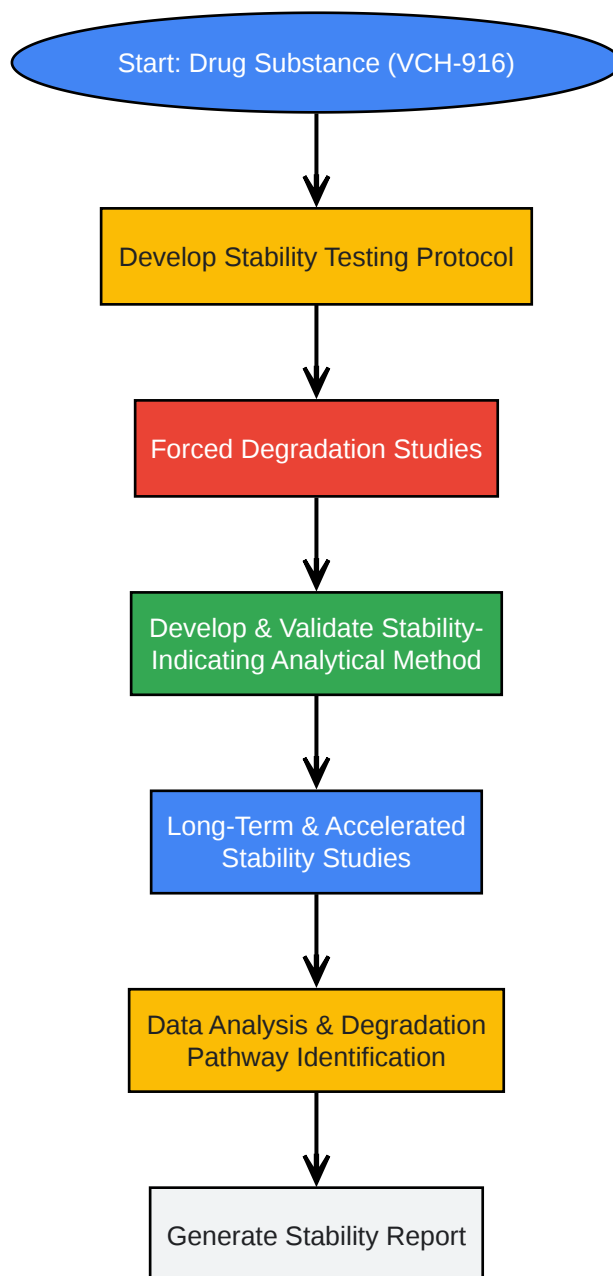 Start: Drug Substance (VCH-916)
Develop Stability Testing Protocol
Forced Degradation Studies
Develop & Validate Stability-
Indicating Analytical Method
Long-Term & Accelerated
Stability Studies
Data Analysis & Degradation
Pathway Identification
Generate Stability Report